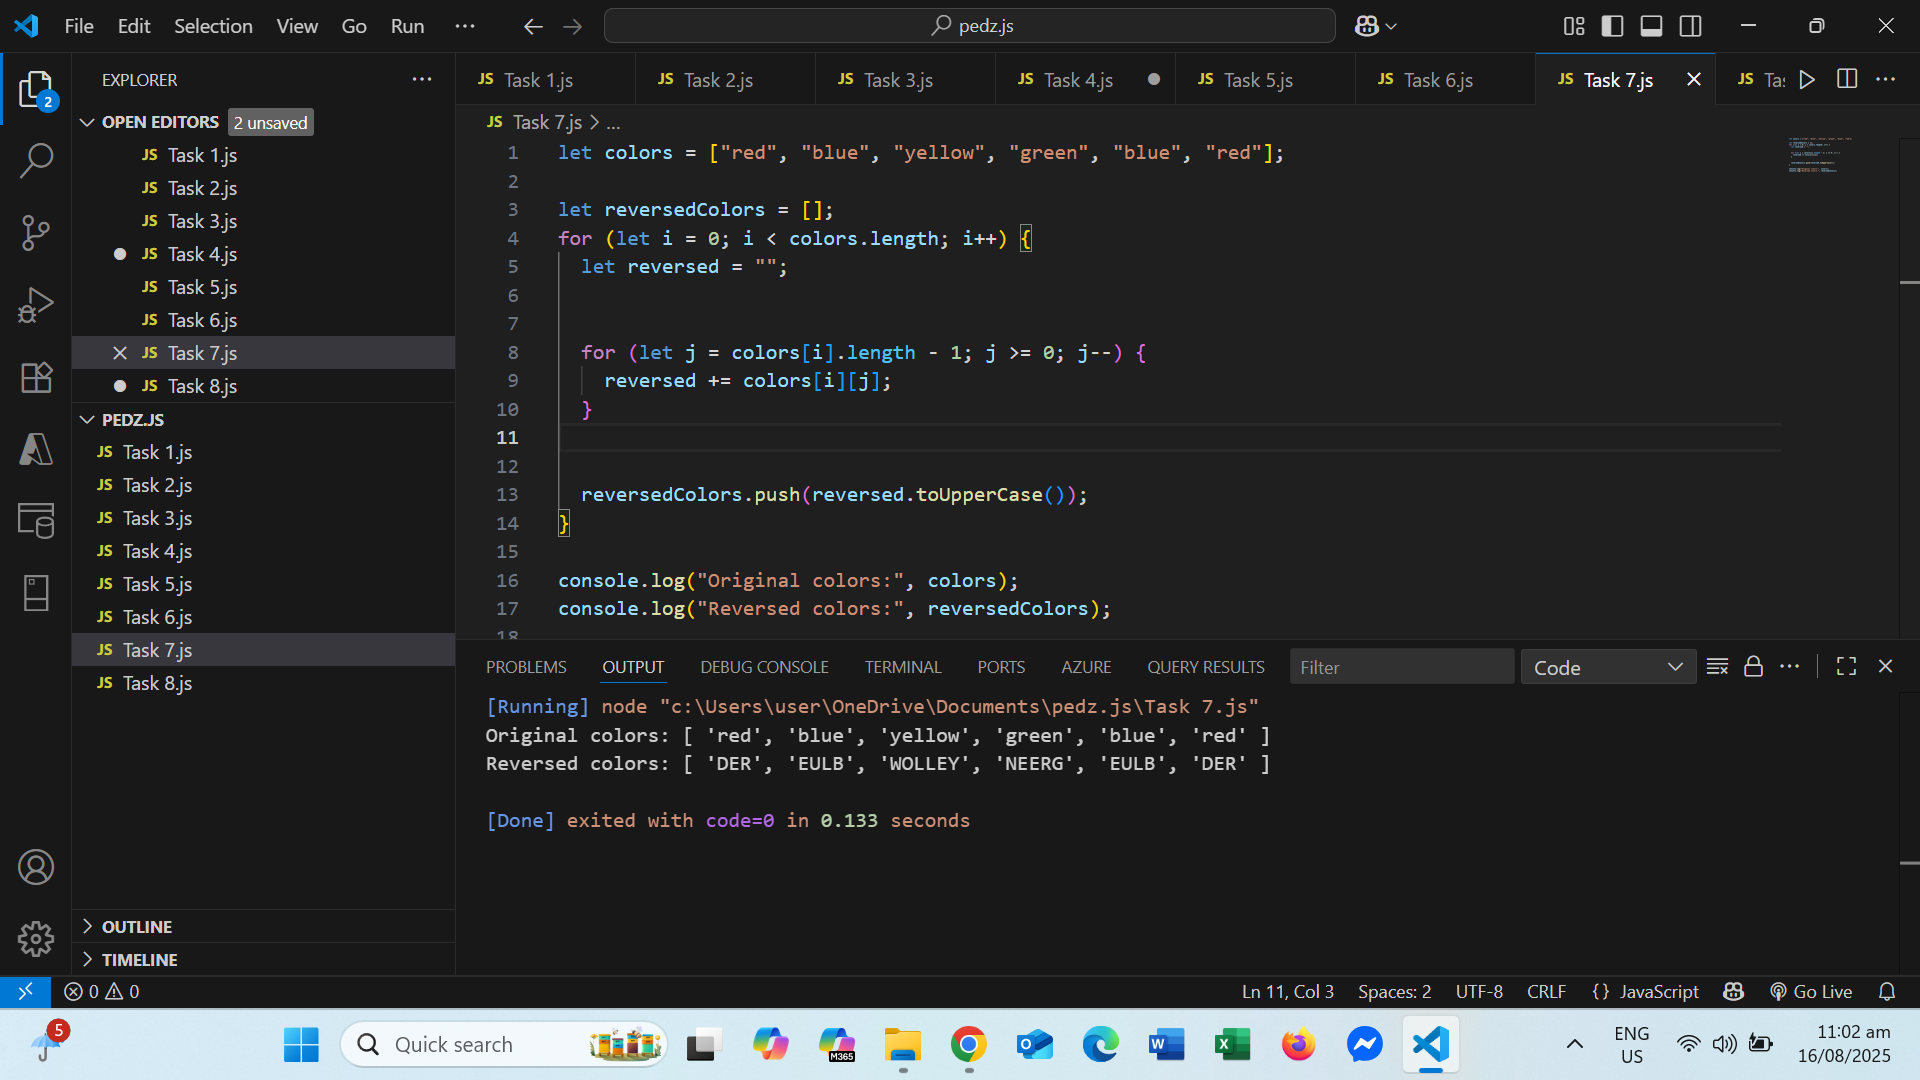 File Edit Selection View Go Run
pedz.js
EXPLORER
OPEN EDITORS 2 unsaved
JS Task 1.js
JS Task 2.js
JS Task 3.js
JS Task 4.js
JS Task 5.js
JS Task 6.js
JS Task 7.js
JS Task 8.js
PEDZ.JS
JS Task 1.js
JS Task 2.js
JS Task 3.js
JS Task 4.js
JS Task 5.js
JS Task 6.js
JS Task 7.js
JS Task 8.js
OUTLINE
TIMELINE
2
JS Task 1.js JS Task 2.js JS Task 3.js JS Task 4.js JS Task 5.js JS Task 6.js JS Task 7.js JS Tas
JS Task 7.js > ...
1 let colors = ["red", "blue", "yellow", "green", "blue", "red"];
2
3 let reversedColors = [];
4 for (let i = 0; i < colors.length; i++) {
5 let reversed = "";
6
7
8 for (let j = colors[i].length - 1; j >= 0; j--) {
9 reversed += colors[i][j];
10 }
11
12
13 reversedColors.push(reversed.toUpperCase());
14 }
15
16 console.log("Original colors:", colors);
17 console.log("Reversed colors:", reversedColors);
18
PROBLEMS OUTPUT DEBUG CONSOLE TERMINAL PORTS AZURE QUERY RESULTS Filter Code
[Running] node "c:\Users\user\OneDrive\Documents\pedz.js\Task 7.js"
Original colors: [ 'red', 'blue', 'yellow', 'green', 'blue', 'red' ]
Reversed colors: [ 'DER', 'EULB', 'WOLLEY', 'NEERG', 'EULB', 'DER' ]
[Done] exited with code=0 in 0.133 seconds
0 0 Ln 11, Col 3 Spaces: 2 UTF-8 CRLF {} JavaScript Go Live
5
Quick search
M365
ENG
US
11:02 am
16/08/2025